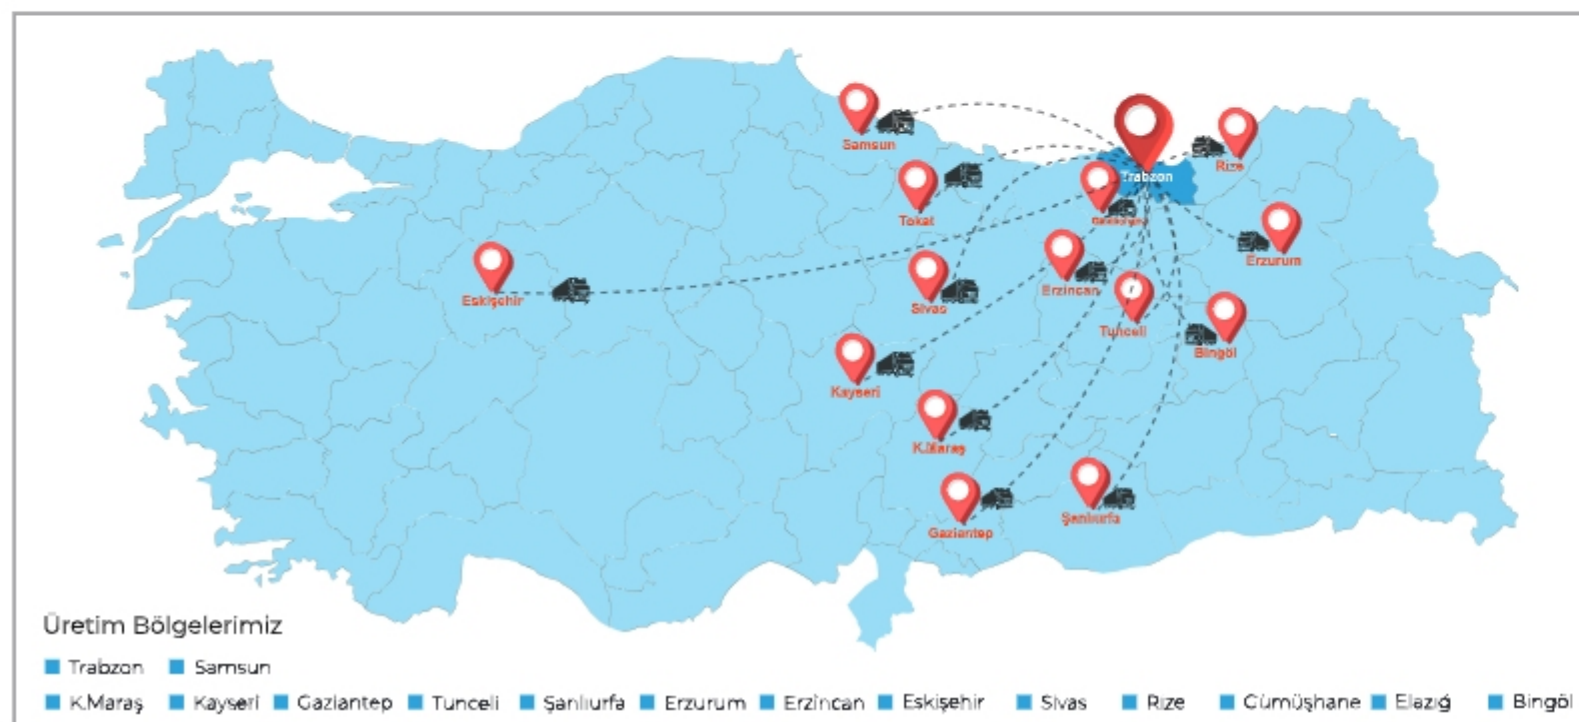 Samsun
Trabzon
Rize
Tokat
Erzurum
Eskişehir
Erzincan
Sivas
Tunceli
Bingöl
Kayseri
K.Maraş
Şanlıurfa
Gaziantep
Üretim Bölgelerimiz
Trabzon Samsun
K.Maraş Kayseri Gaziantep Tunceli Şanlıurfa Erzurum Erzincan Eskişehir Sivas Rize Gümüşhane Elazığ Bingöl